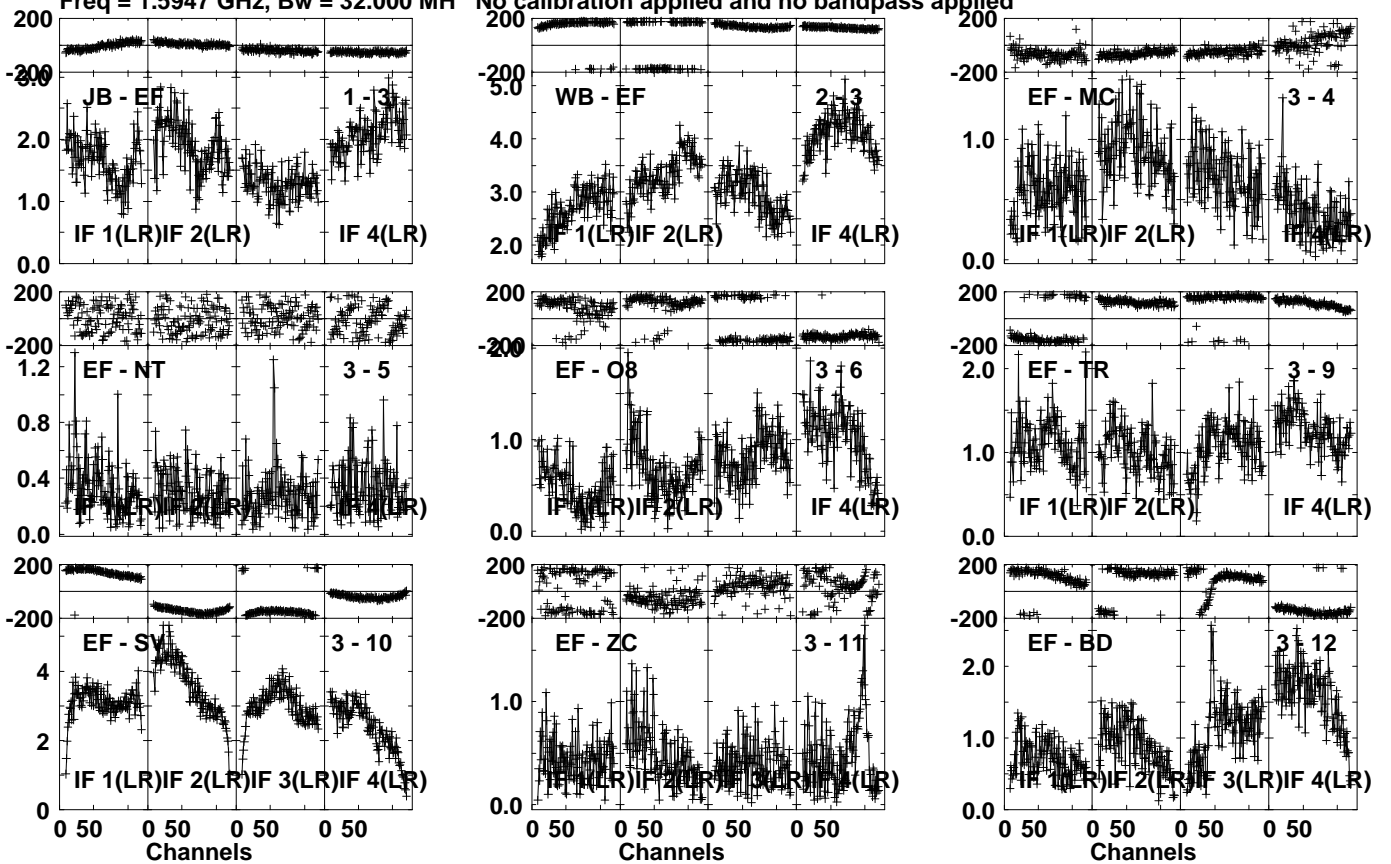 Freq = 1.5947 GHz, Bw = 32.000 MH No calibration applied and no bandpass applied
-200
3.0
JB - EF 1 - 3
2.0
1.0
IF 1(LR) IF 2(LR) IF 4(LR)
0.0
200
-200
5.0
WB - EF 2 - 3
4.0
3.0
IF 1(LR) IF 2(LR) IF 4(LR)
2.0
200
-200
EF - MC 3 - 4
1.0
IF 1(LR) IF 2(LR) IF 4(LR)
0.0
200
-200
1.2
EF - NT 3 - 5
0.8
0.4
IF 1(LR) IF 2(LR) IF 4(LR)
0.0
200
-200
2.0
EF - O8 3 - 6
1.0
IF 1(LR) IF 2(LR) IF 4(LR)
0.0
200
-200
2.0
EF - TR 3 - 9
1.0
IF 1(LR) IF 2(LR) IF 4(LR)
0.0
200
-200
EF - SV 3 - 10
4
2
IF 1(LR) IF 2(LR) IF 3(LR) IF 4(LR)
0
0 50 0 50 0 50 0 50
Channels
200
-200
EF - ZC 3 - 11
1.0
IF 1(LR) IF 2(LR) IF 3(LR) IF 4(LR)
0.0
0 50 0 50 0 50 0 50
Channels
200
-200
EF - BD 3 - 12
2.0
1.0
IF 1(LR) IF 2(LR) IF 3(LR) IF 4(LR)
0.0
0 50 0 50 0 50 0 50
Channels